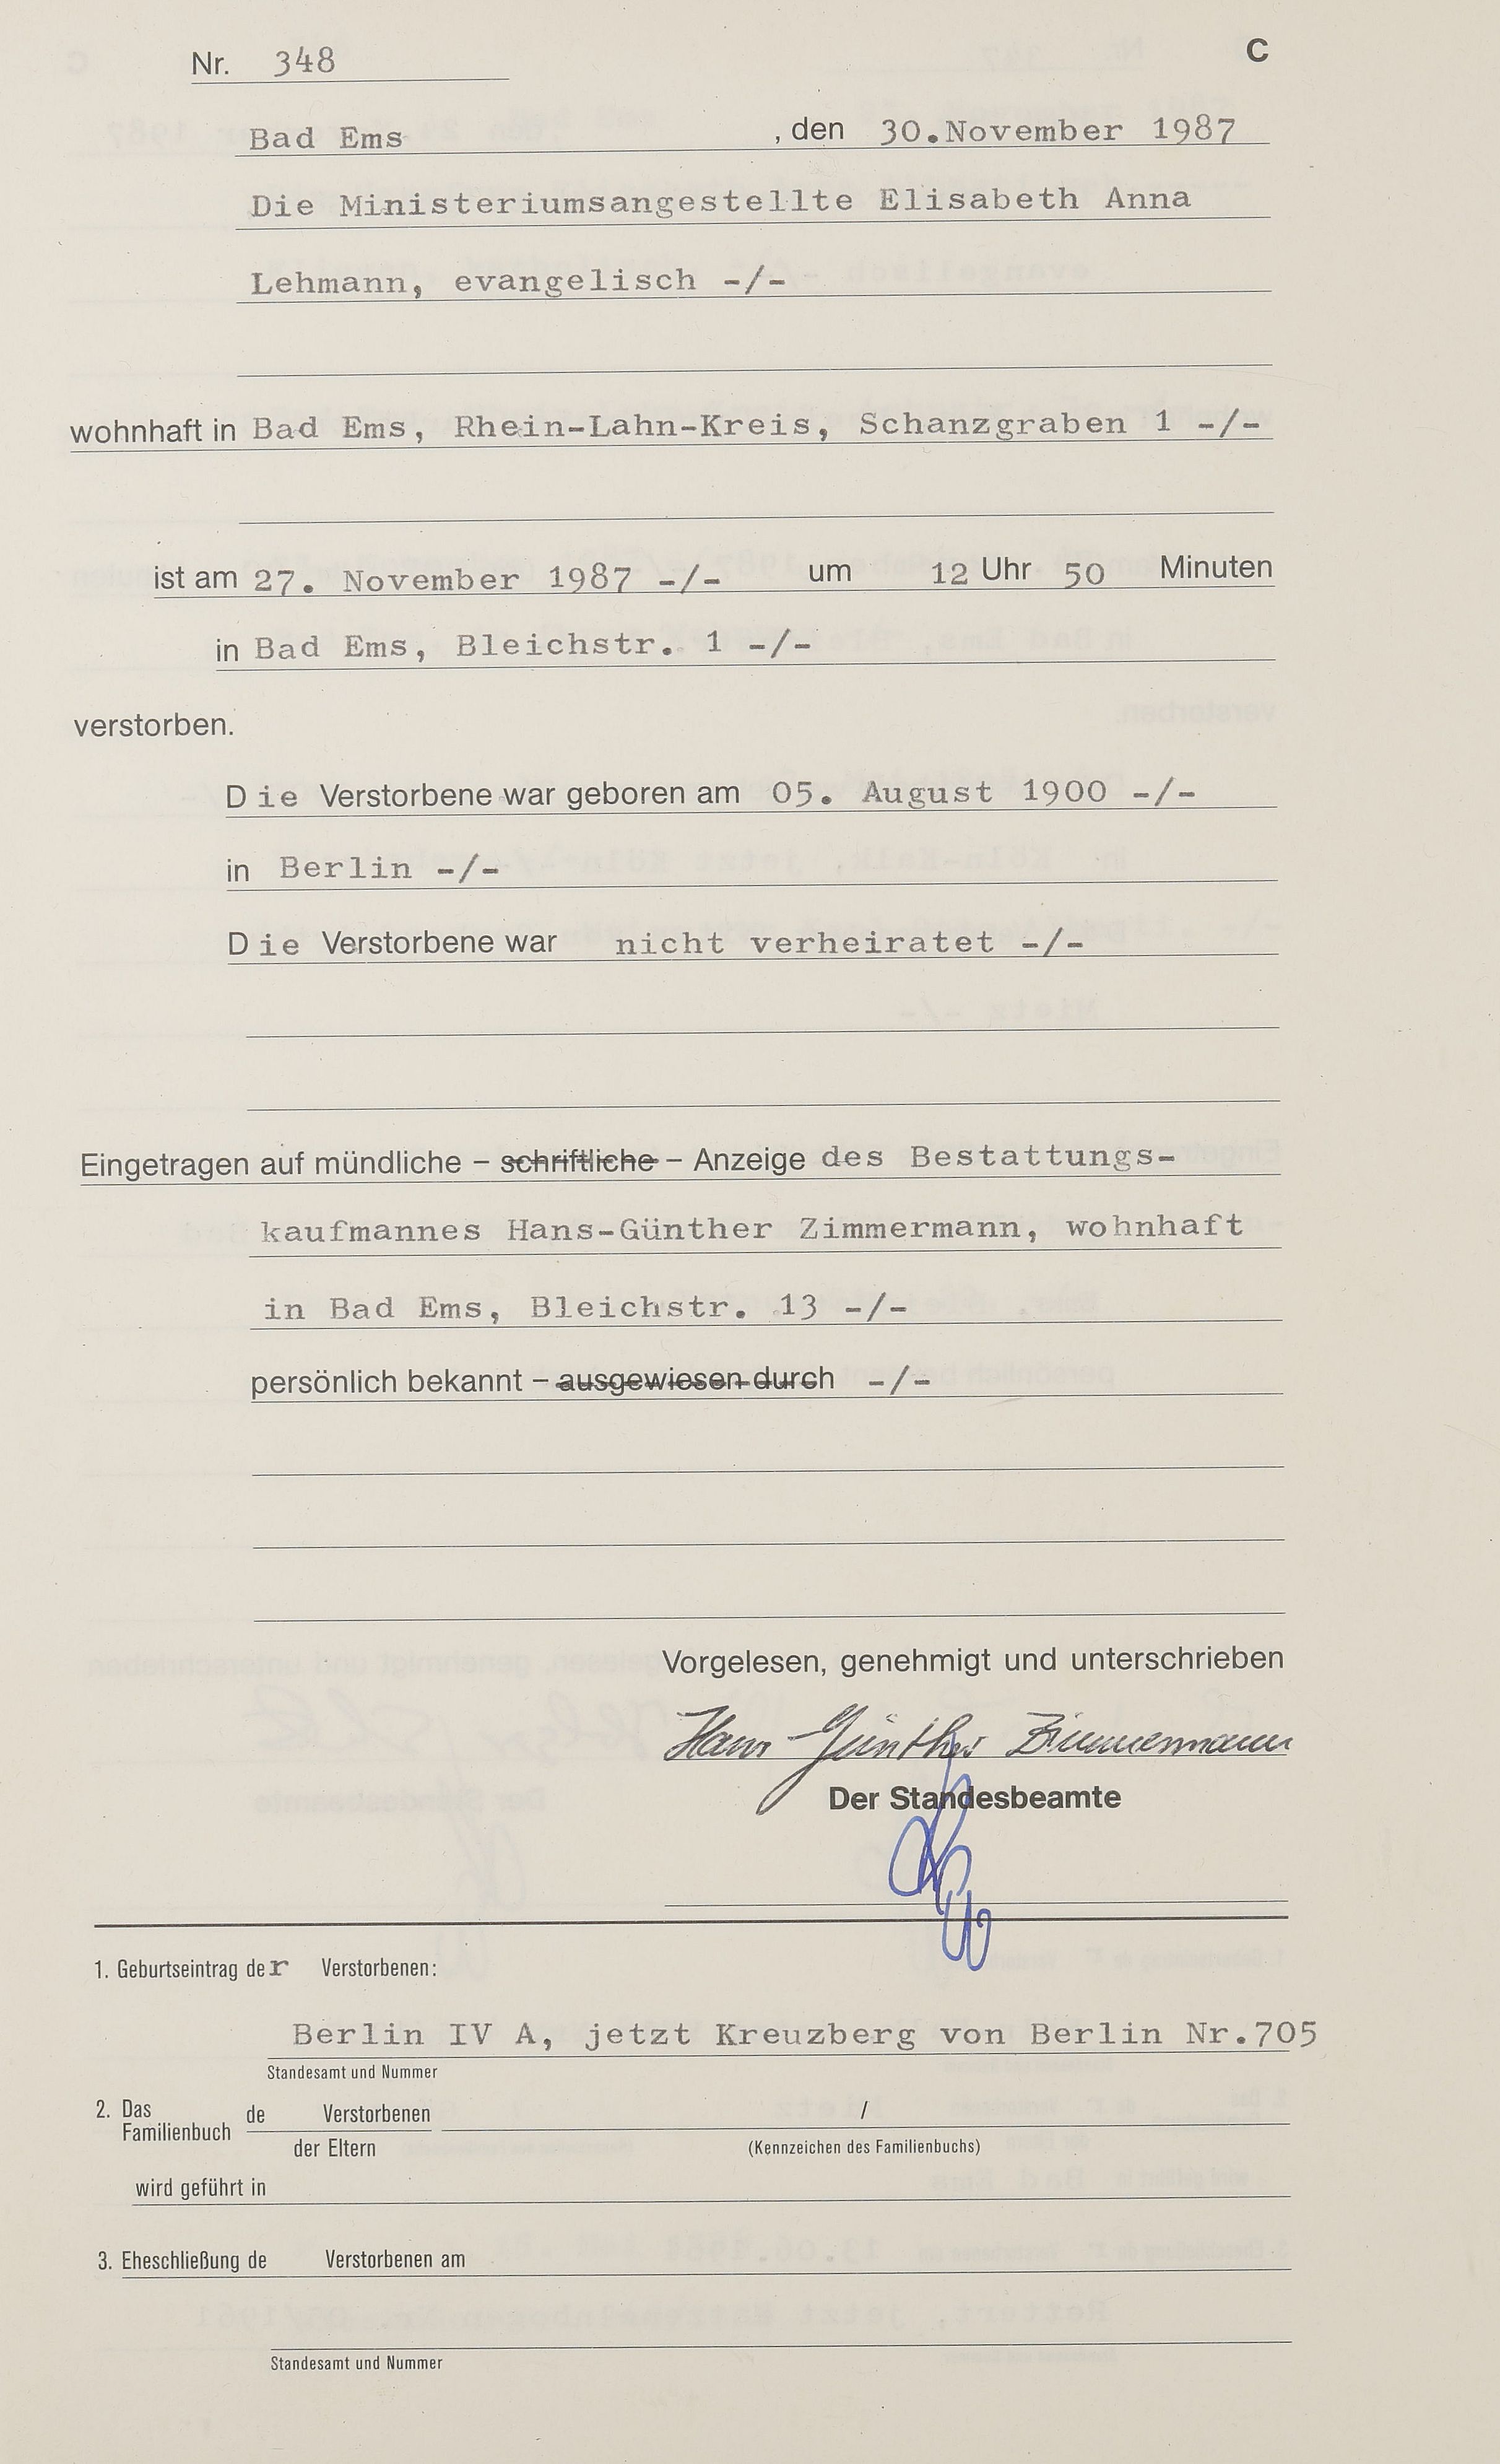 Nr. 348
C
Bad Ems , den 30.November 1987
Die Ministeriumsangestellte Elisabeth Anna
Lehmann, evangelisch -/-
wohnhaft in Bad Ems, Rhein-Lahn-Kreis, Schanzgraben 1 -/-
ist am 27. November 1987 -/- um 12 Uhr 50 Minuten
in Bad Ems, Bleichstr. 1 -/-
verstorben.
Die Verstorbene war geboren am 05. August 1900 -/-
in Berlin -/-
Die Verstorbene war nicht verheiratet -/-
Eingetragen auf mündliche – schriftliche – Anzeige des Bestattungs-
kaufmannes Hans-Günther Zimmermann, wohnhaft
in Bad Ems, Bleichstr. 13 -/-
persönlich bekannt – ausgewiesen durch -/-
Vorgelesen, genehmigt und unterschrieben
Hans-Günther Zimmermann
Der Standesbeamte
1. Geburtseintrag der Verstorbenen:
Berlin IV A, jetzt Kreuzberg von Berlin Nr.705
Standesamt und Nummer
2. Das Familienbuch de Verstorbenen /
der Eltern (Kennzeichen des Familienbuchs)
wird geführt in
3. Eheschließung de Verstorbenen am
Standesamt und Nummer